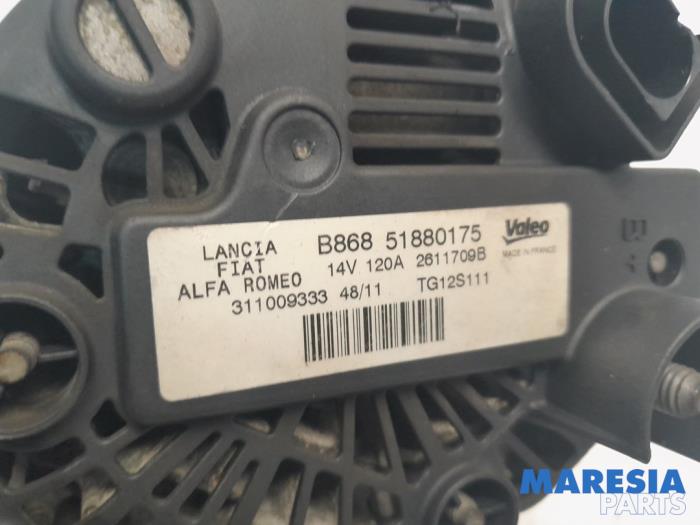 LANCIA
FIAT
ALFA ROMEO
B868 51880175
14V 120A 2611709B
311009333 48/11 TG12S111
Valeo
MADE IN FRANCE
B+
MARESIA
PARTS